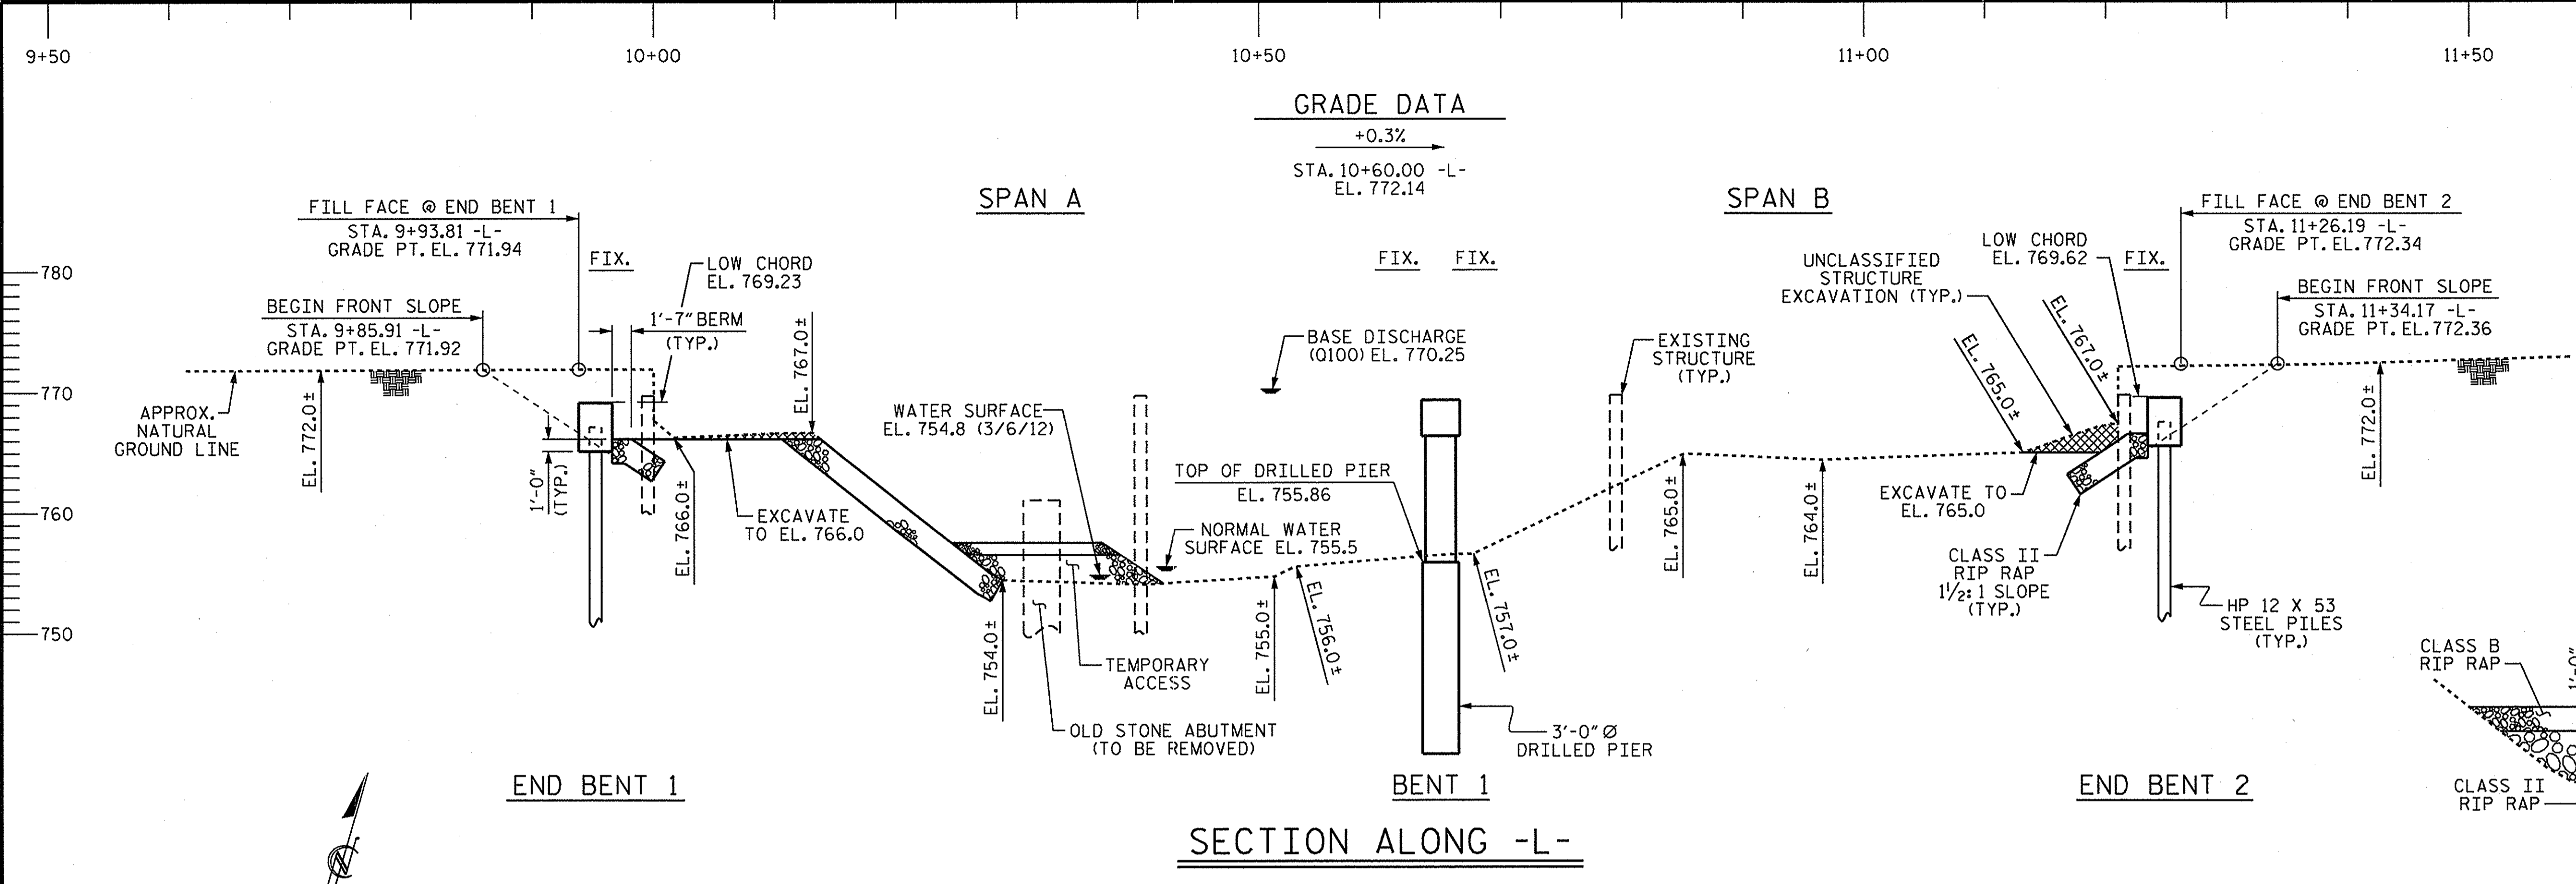 9+50
10+00
10+50
11+00
11+50
GRADE DATA
+0.3%
STA. 10+60.00 -L-
EL. 772.14
SPAN A
SPAN B
FILL FACE @ END BENT 1
STA. 9+93.81 -L-
GRADE PT. EL. 771.94
FIX.
LOW CHORD
EL. 769.23
BEGIN FRONT SLOPE
STA. 9+85.91 -L-
GRADE PT. EL. 771.92
1'-7" BERM
(TYP.)
EL. 767.0±
FIX.
FIX.
BASE DISCHARGE
(Q100) EL. 770.25
EXISTING
STRUCTURE
(TYP.)
UNCLASSIFIED
STRUCTURE
EXCAVATION (TYP.)
LOW CHORD
EL. 769.62
FIX.
FILL FACE @ END BENT 2
STA. 11+26.19 -L-
GRADE PT. EL. 772.34
BEGIN FRONT SLOPE
STA. 11+34.17 -L-
GRADE PT. EL. 772.36
EL. 767.0±
EL. 765.0±
780
770
760
750
APPROX.
NATURAL
GROUND LINE
EL. 772.0±
1'-0"
(TYP.)
EL. 766.0±
EXCAVATE
TO EL. 766.0
WATER SURFACE
EL. 754.8 (3/6/12)
NORMAL WATER
SURFACE EL. 755.5
TOP OF DRILLED PIER
EL. 755.86
EL. 754.0±
TEMPORARY
ACCESS
OLD STONE ABUTMENT
(TO BE REMOVED)
EL. 755.0±
EL. 756.0±
EL. 757.0±
3'-0" Ø
DRILLED PIER
EL. 765.0±
EL. 764.0±
EXCAVATE TO
EL. 765.0
CLASS II
RIP RAP
1½:1 SLOPE
(TYP.)
HP 12 X 53
STEEL PILES
(TYP.)
EL. 772.0±
CLASS B
RIP RAP
1'-0"
CLASS II
RIP RAP
END BENT 1
BENT 1
END BENT 2
SECTION ALONG -L-
N